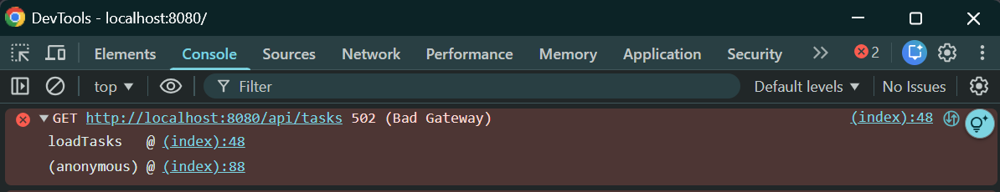 DevTools - localhost:8080/
Elements Console Sources Network Performance Memory Application Security 2
top Filter Default levels No Issues
GET http://localhost:8080/api/tasks 502 (Bad Gateway) (index):48
loadTasks @ (index):48
(anonymous) @ (index):88